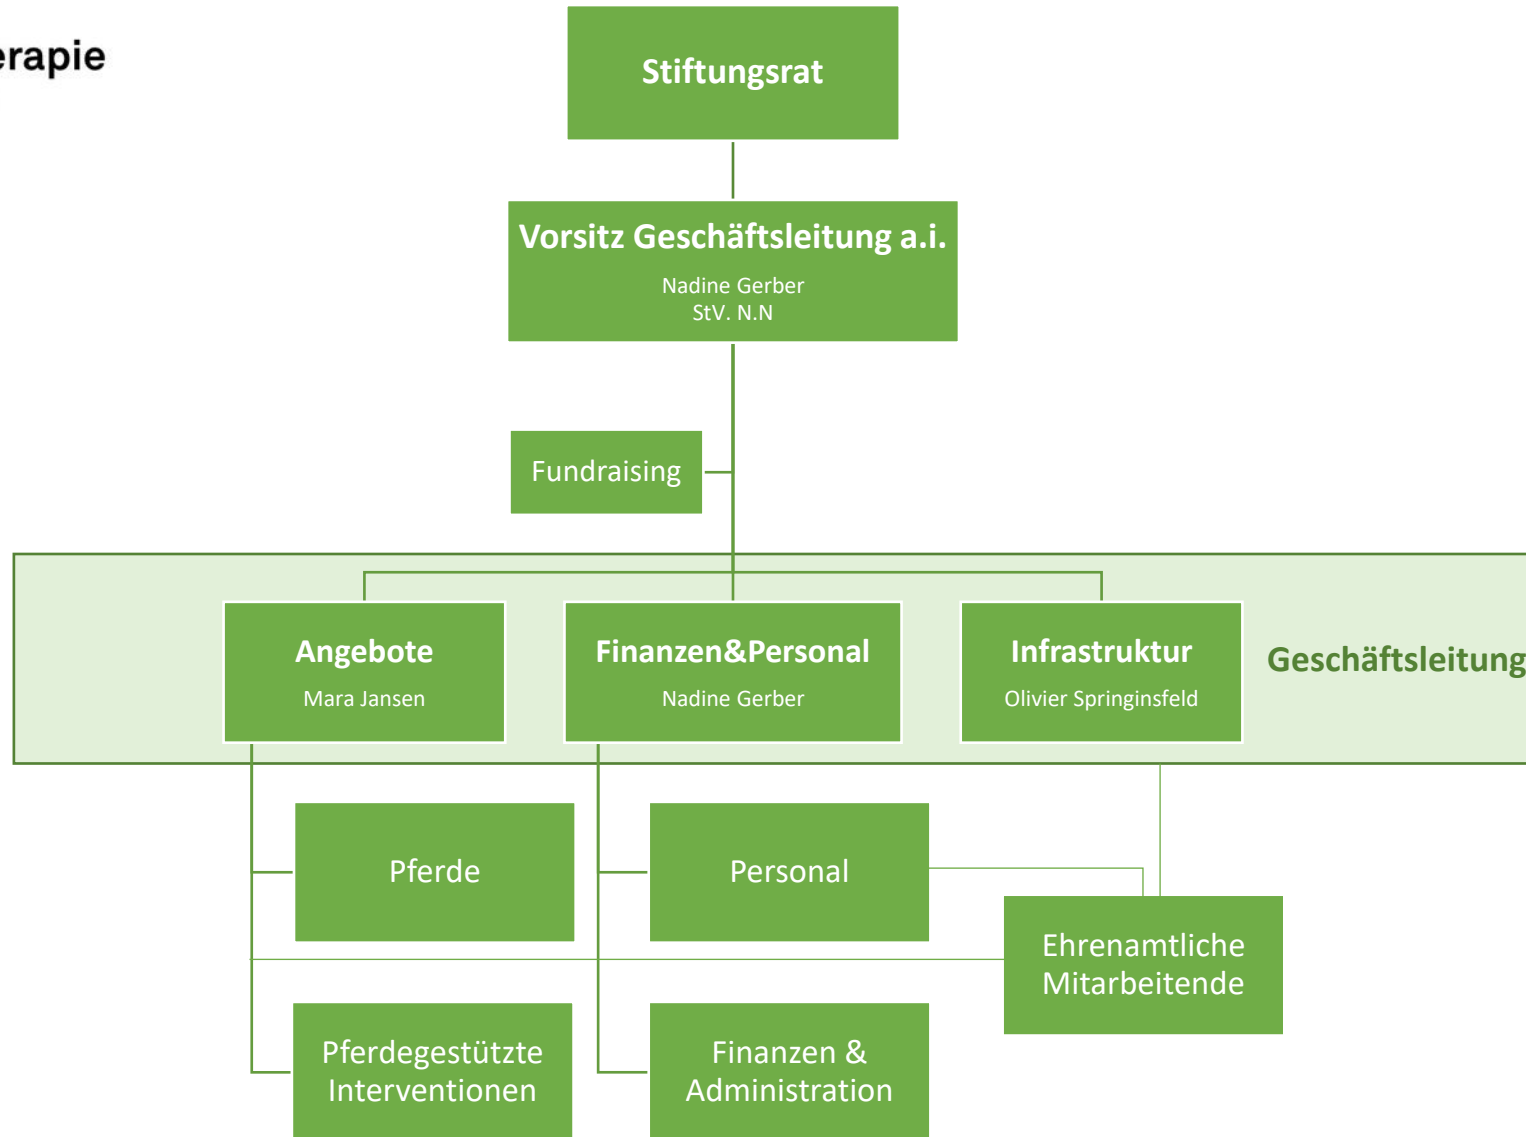 erapie
Stiftungsrat
Vorsitz Geschäftsleitung a.i.
Nadine Gerber
StV. N.N
Fundraising
Angebote
Mara Jansen
Finanzen&Personal
Nadine Gerber
Infrastruktur
Olivier Springinsfeld
Geschäftsleitung
Pferde
Personal
Ehrenamtliche
Mitarbeitende
Pferdegestützte
Interventionen
Finanzen &
Administration